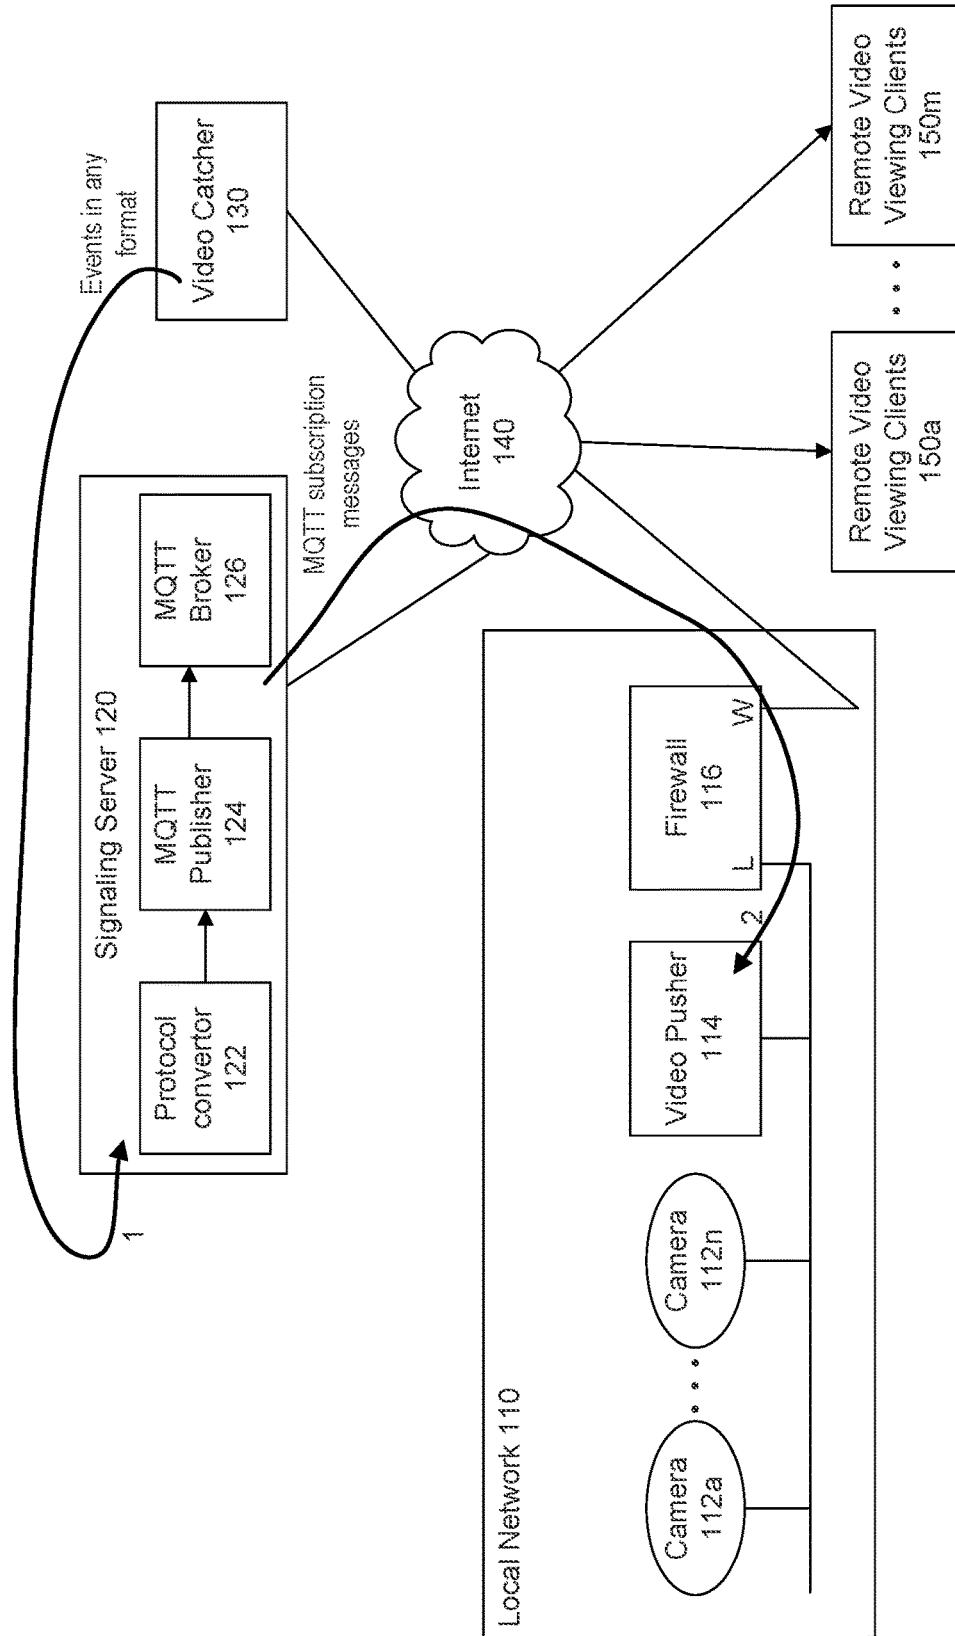 Events in any
format
Video Catcher
130
Signaling Server 120
Protocol
convertor
122
MQTT
Publisher
124
MQTT
Broker
126
1
MQTT subscription
messages
Internet
140
Local Network 110
Camera
112a
Camera
112n
Video Pusher
114
2
Firewall
116
L
W
Remote Video
Viewing Clients
150a
Remote Video
Viewing Clients
150m